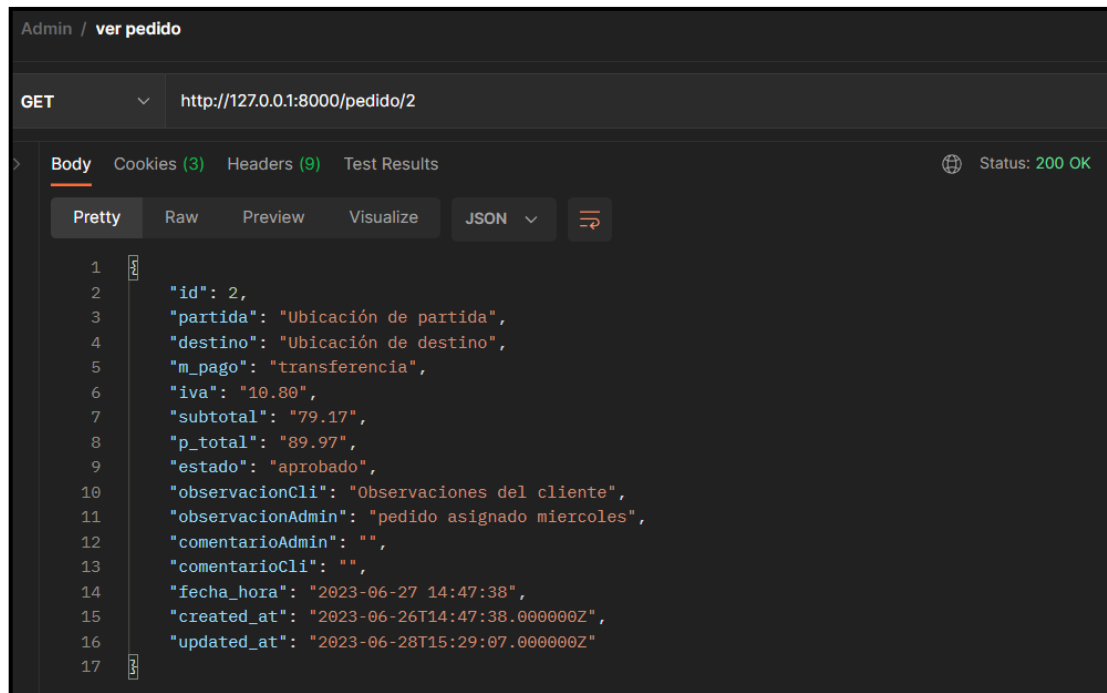 Admin / ver pedido
GET http://127.0.0.1:8000/pedido/2
Body Cookies (3) Headers (9) Test Results Status: 200 OK
Pretty Raw Preview Visualize JSON
1 {
2 "id": 2,
3 "partida": "Ubicación de partida",
4 "destino": "Ubicación de destino",
5 "m_pago": "transferencia",
6 "iva": "10.80",
7 "subtotal": "79.17",
8 "p_total": "89.97",
9 "estado": "aprobado",
10 "observacionCli": "Observaciones del cliente",
11 "observacionAdmin": "pedido asignado miercoles",
12 "comentarioAdmin": "",
13 "comentarioCli": "",
14 "fecha_hora": "2023-06-27 14:47:38",
15 "created_at": "2023-06-26T14:47:38.000000Z",
16 "updated_at": "2023-06-28T15:29:07.000000Z"
17 }